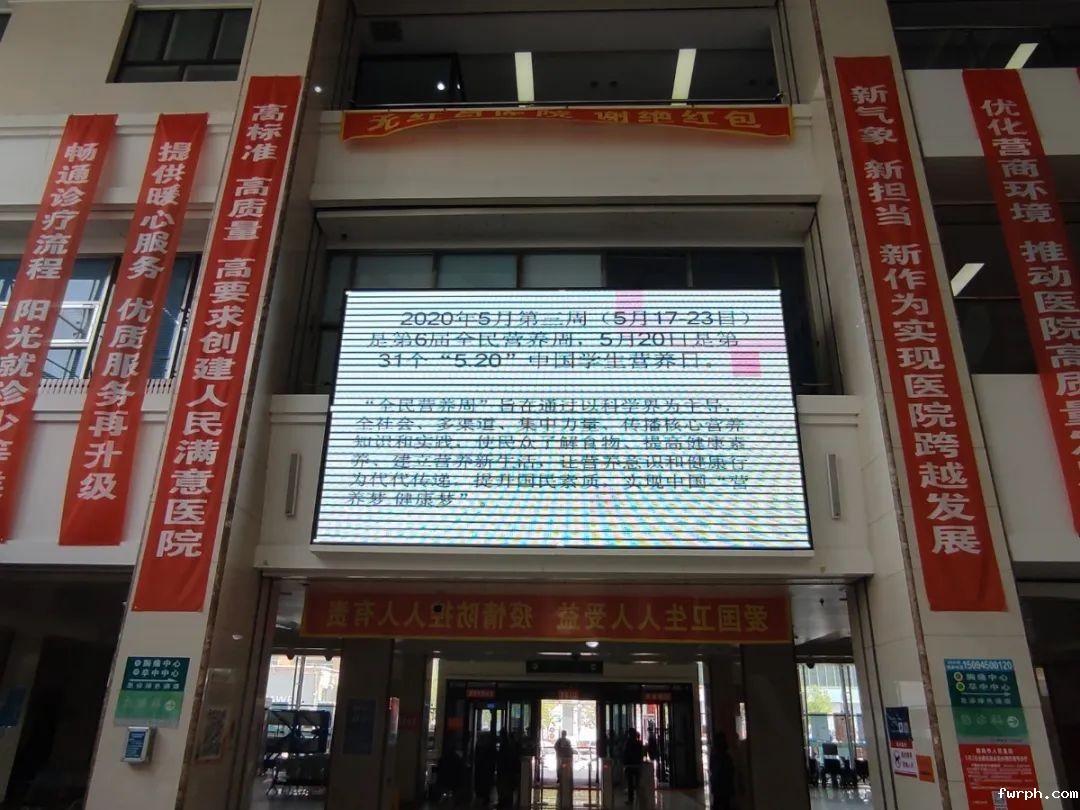 高标准 高质量 高要求创建人民满意医院
提供暖心服务 优质服务再升级
畅通诊疗流程 阳光就诊
新气象 新担当 新作为实现医院跨越发展
优化营商环境 推动医院高质量
医院 谢绝红包
2020年5月第三周（5月17-23日）
是第6届全民营养周，5月20日是第
31个“5.20”中国学生营养日。
“全民营养周”旨在通过以科学界为主导，
全社会、多渠道、集中力量、传播核心营养
知识和实践，使民众了解食物、提高健康素
养、建立营养新生活，让营养意识和健康行
为代代传递，提升国民素质，实现中国“营
养梦 健康梦”。
爱国卫生人人受益 疫情防控人人有责
胸痛中心
卒中中心
15094500120
胸痛中心
卒中中心
急诊科
fwrph.com